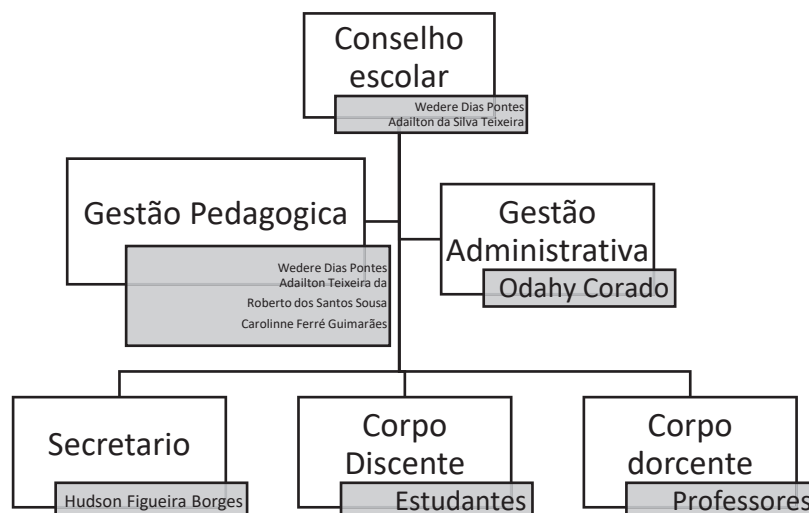 Conselho
escolar
Wedere Dias Pontes
Adailton da Silva Teixeira
Gestão Pedagogica
Wedere Dias Pontes
Adailton Teixeira da
Roberto dos Santos Sousa
Carolinne Ferré Guimarães
Gestão
Administrativa
Odahy Corado
Secretario
Hudson Figueira Borges
Corpo
Discente
Estudantes
Corpo
dorcente
Professores